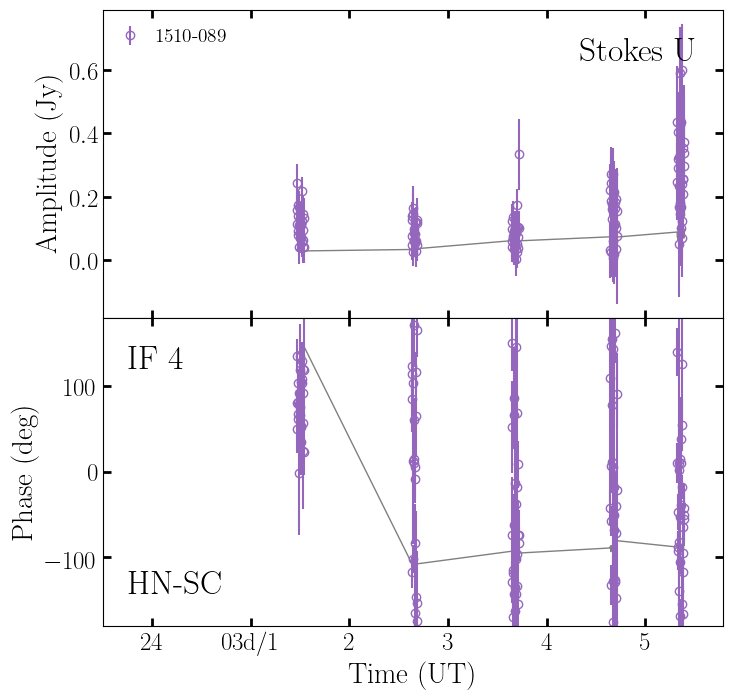 1510-089
Stokes U
Amplitude (Jy)
0.6
0.4
0.2
0.0
IF 4
HN-SC
Phase (deg)
100
0
−100
24 03d/1 2 3 4 5
Time (UT)